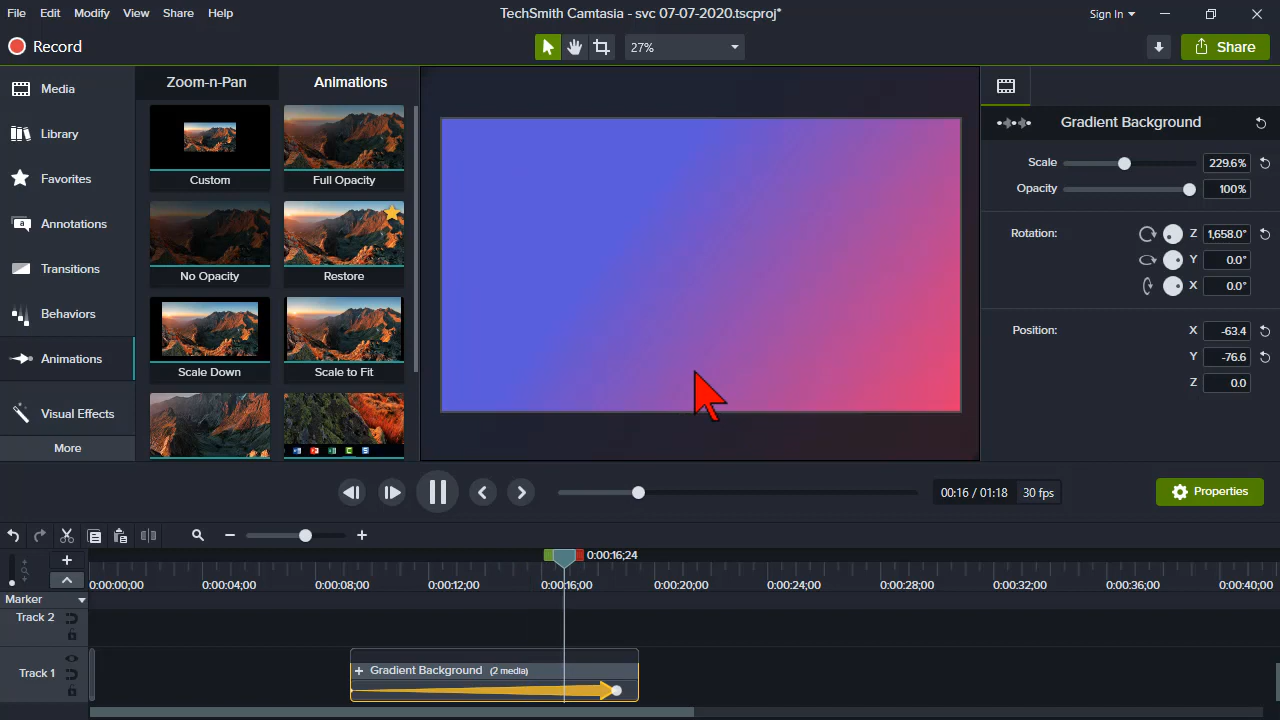 File Edit Modify View Share Help
TechSmith Camtasia - svc 07-07-2020.tscproj*
Sign In
Record
27%
Share
Media
Library
Favorites
a Annotations
Transitions
Behaviors
Animations
Visual Effects
More
Zoom-n-Pan Animations
Custom Full Opacity
No Opacity Restore
Scale Down Scale to Fit
Gradient Background
Scale 229.6%
Opacity 100%
Rotation: Z 1,658.0°
Y 0.0°
X 0.0°
Position: X -63.4
Y -76.6
Z 0.0
00:16 / 01:18 30 fps
Properties
0:00:16;24
0:00:00;00 0:00:04;00 0:00:08;00 0:00:12;00 0:00:16;00 0:00:20;00 0:00:24;00 0:00:28;00 0:00:32;00 0:00:36;00 0:00:40;00
Marker
Track 2
Track 1
+ Gradient Background (2 media)